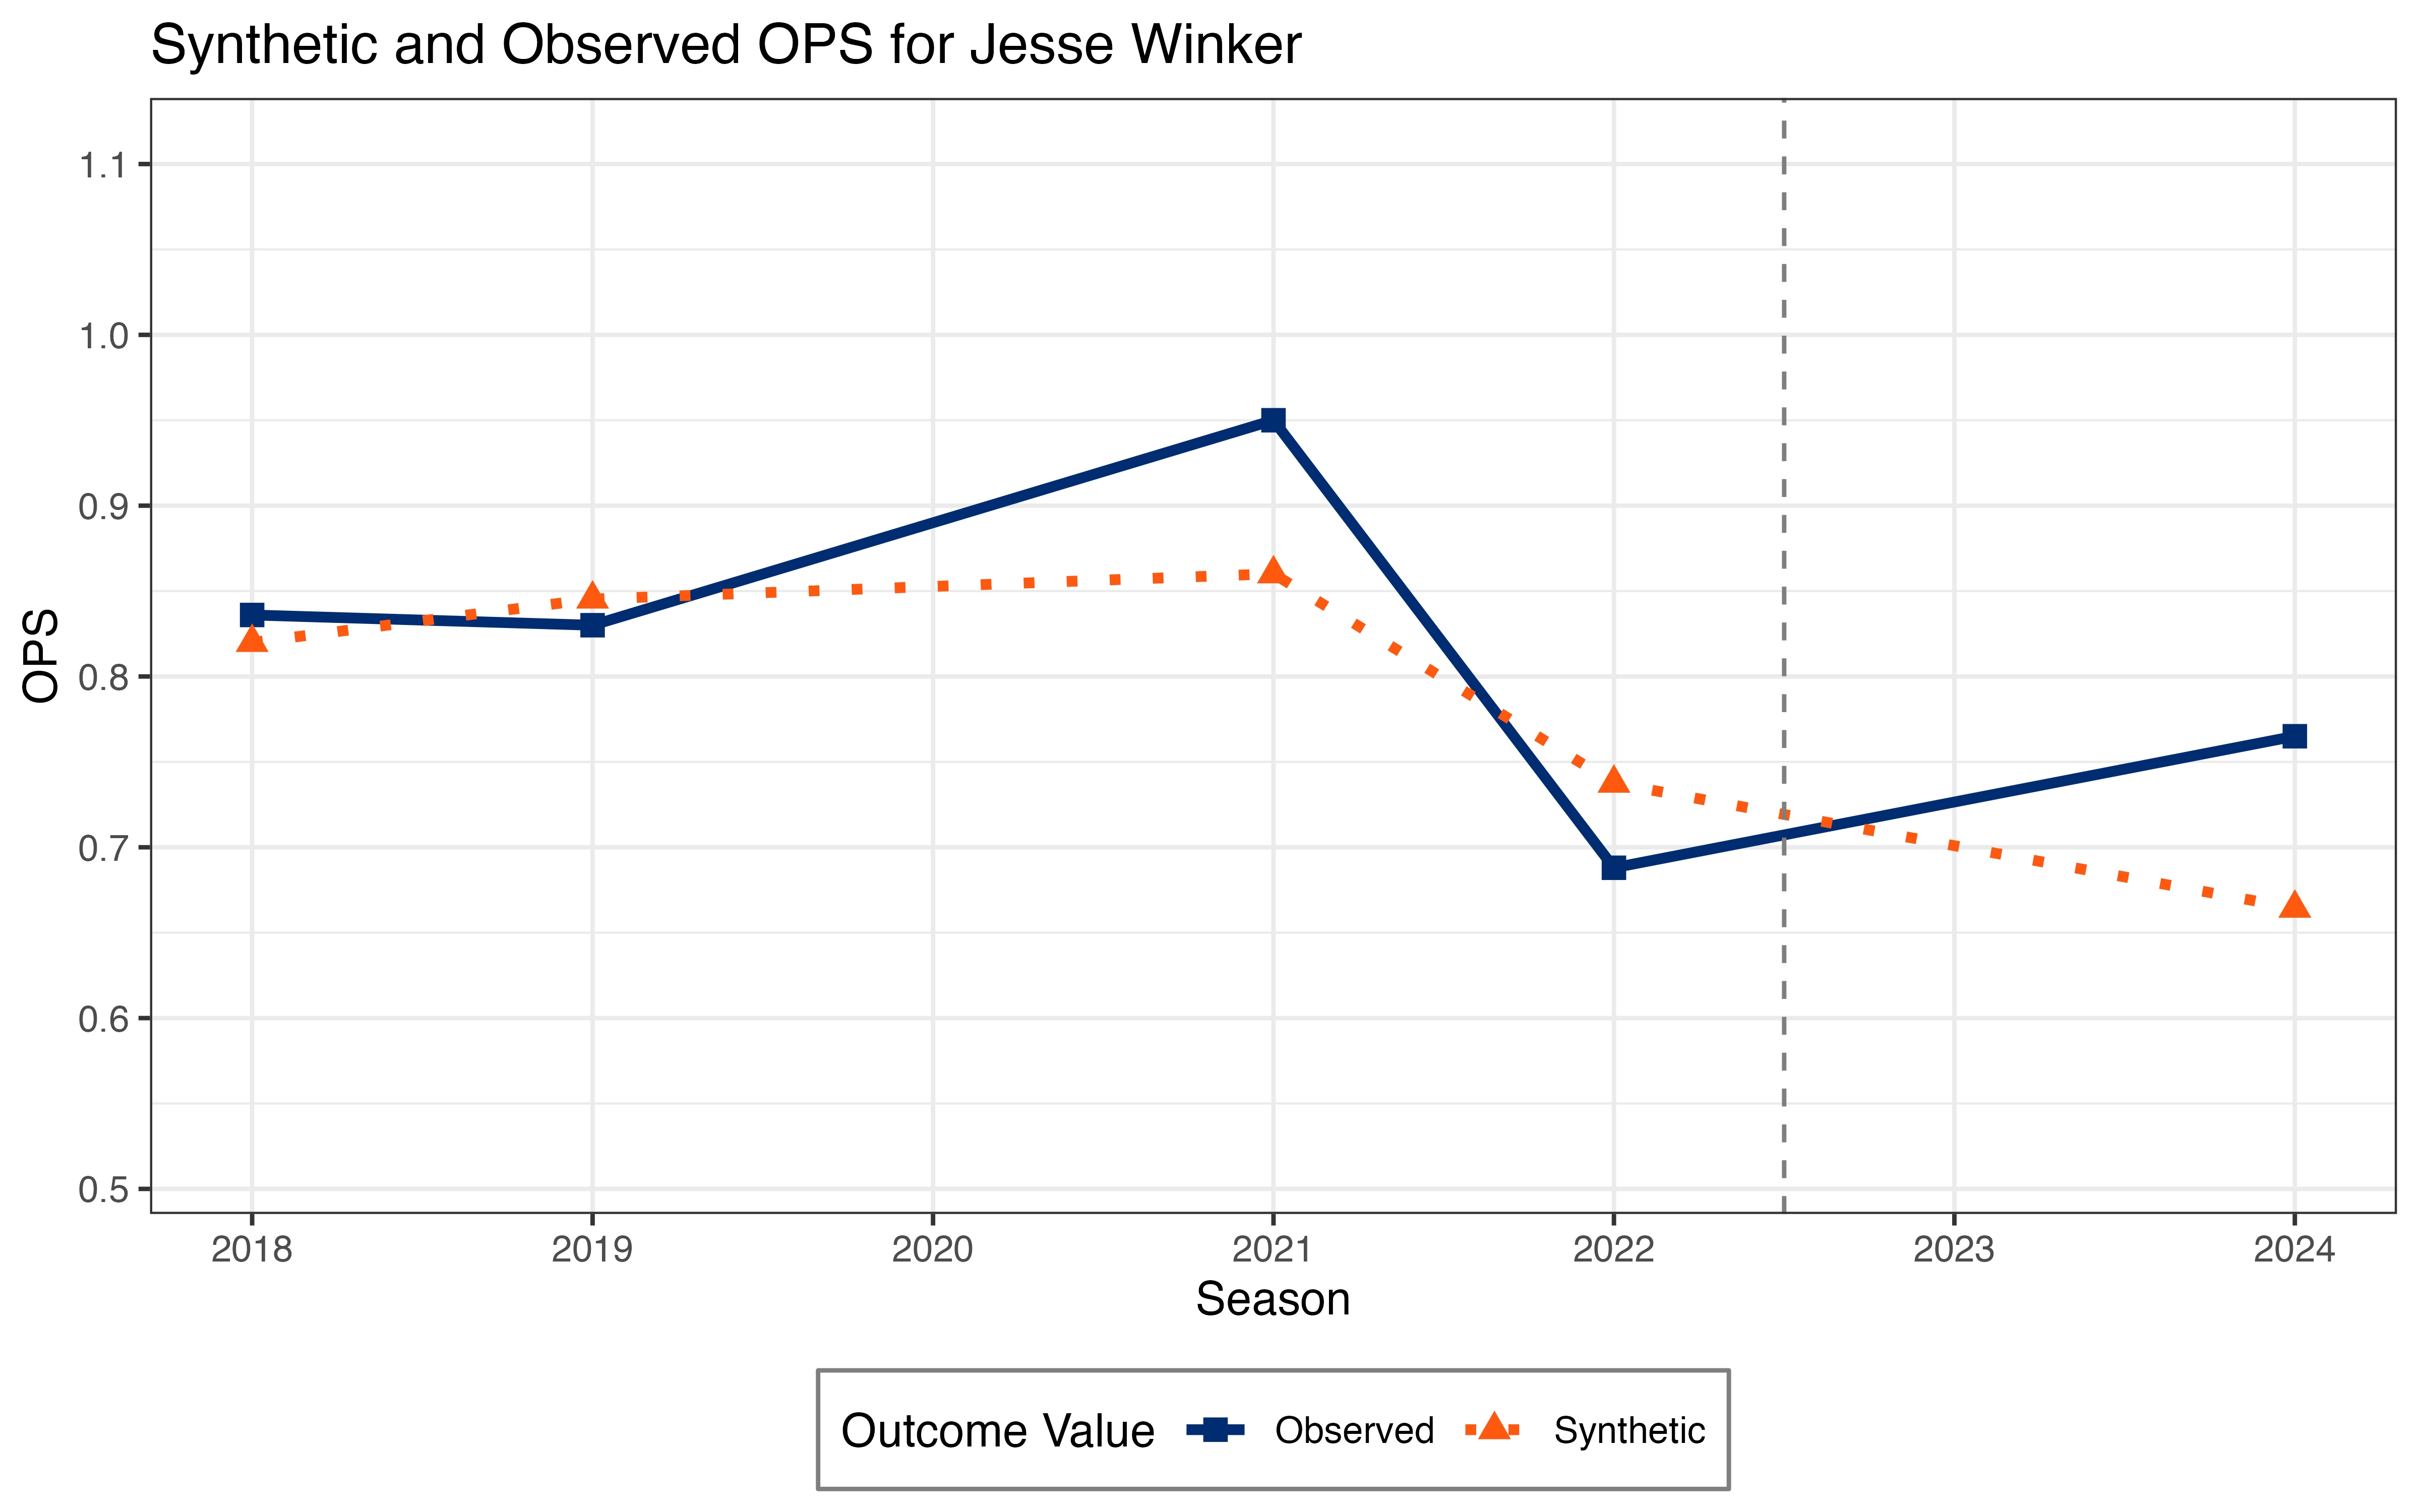 Synthetic and Observed OPS for Jesse Winker
OPS
1.1
1.0
0.9
0.8
0.7
0.6
0.5
2018 2019 2020 2021 2022 2023 2024
Season
Outcome Value Observed Synthetic